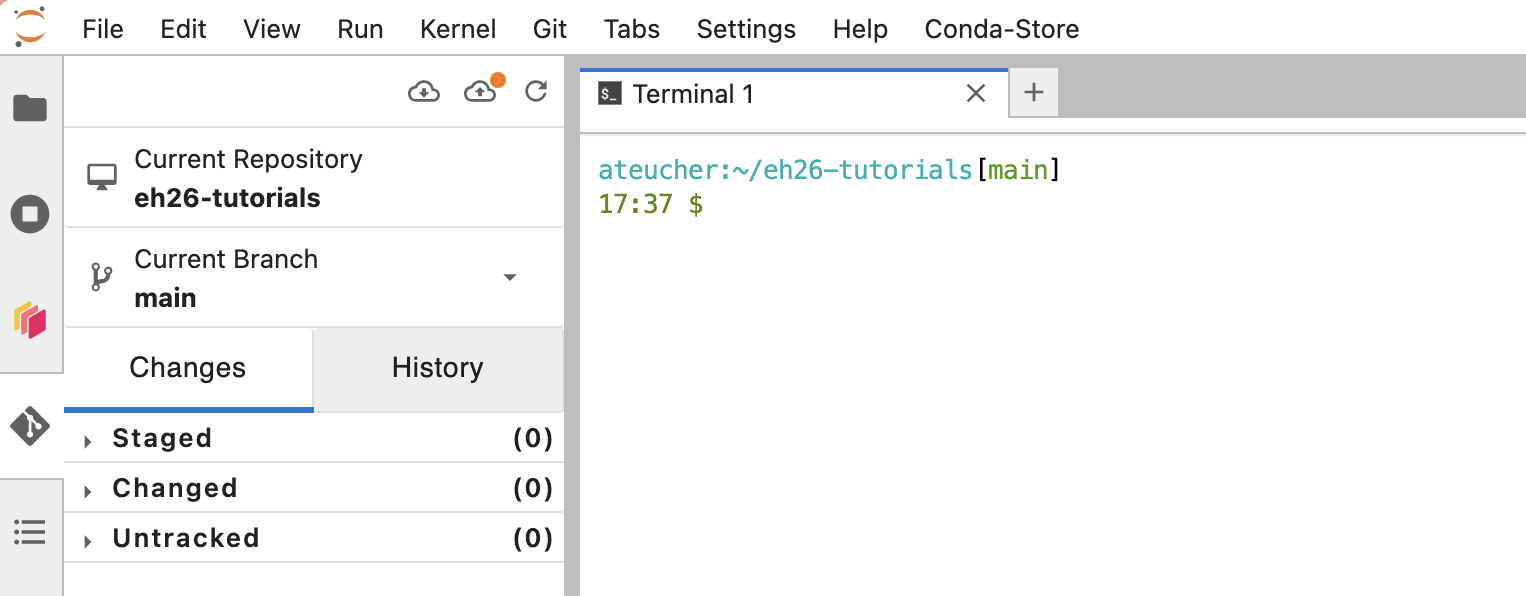 File Edit View Run Kernel Git Tabs Settings Help Conda-Store
Current Repository
eh26-tutorials
Current Branch
main
Changes History
Staged (0)
Changed (0)
Untracked (0)
$_ Terminal 1
ateucher:~/eh26-tutorials[main]
17:37 $